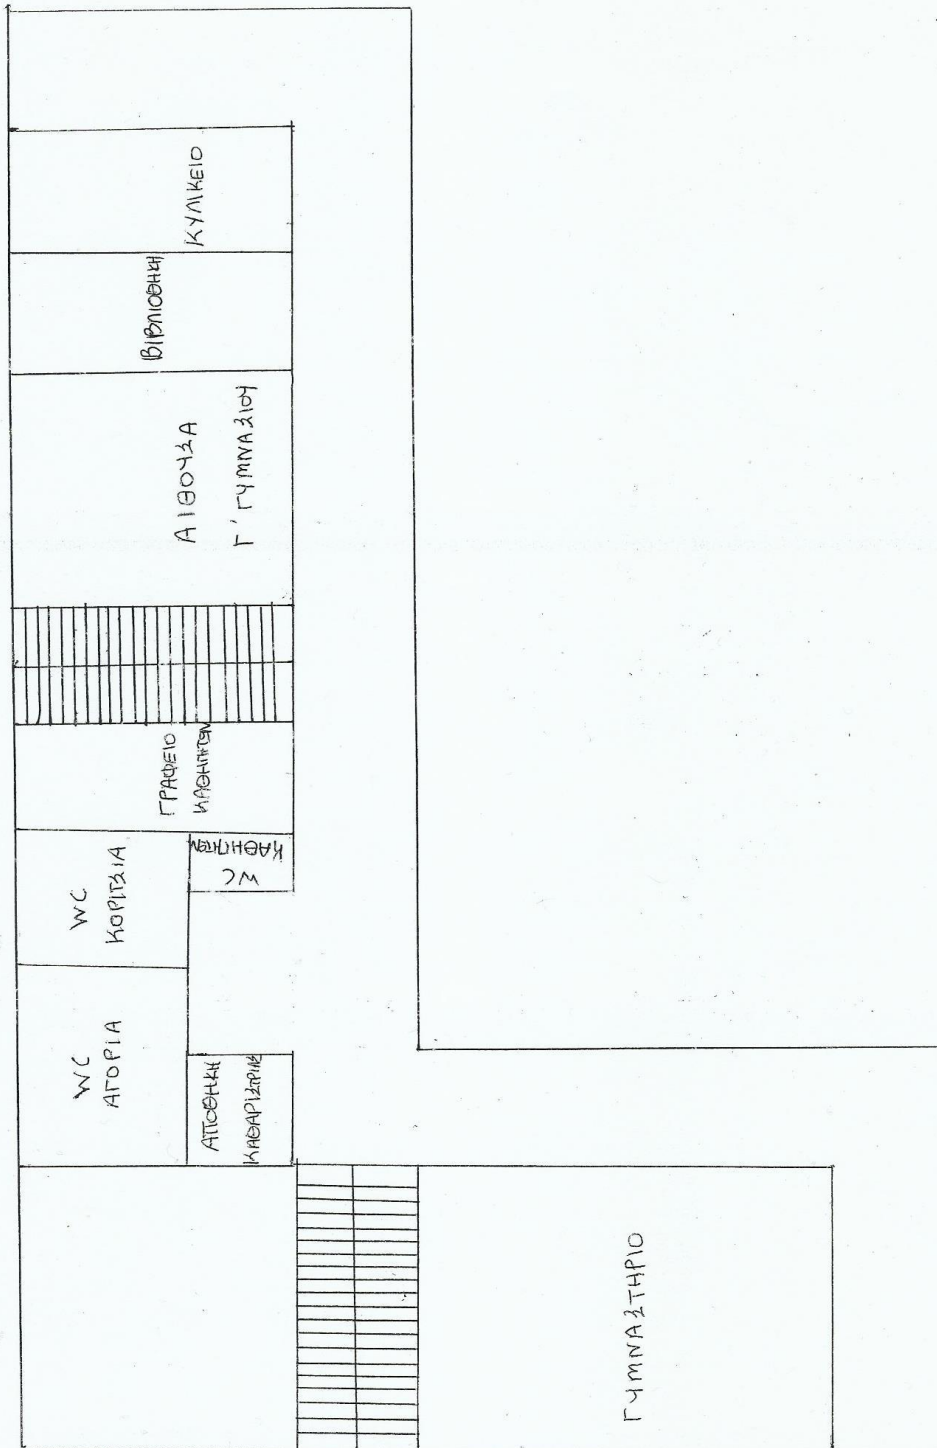 ΚΥΛΙΚΕΙΟ
ΒΙΒΛΙΟΘΗΚΗ
ΑΙΘΟΥΣΑ
Γ' ΓΥΜΝΑΣΙΟΥ
ΓΡΑΦΕΙΟ
ΚΑΘΗΓΗΤΩΝ
WC
ΚΑΘΗΓΗΤΩΝ
WC
ΚΟΡΙΤΣΙΑ
WC
ΑΓΟΡΙΑ
ΑΠΟΘΗΚΗ
ΚΑΘΑΡΙΣΤΡΙΑΣ
ΓΥΜΝΑΣΤΗΡΙΟ